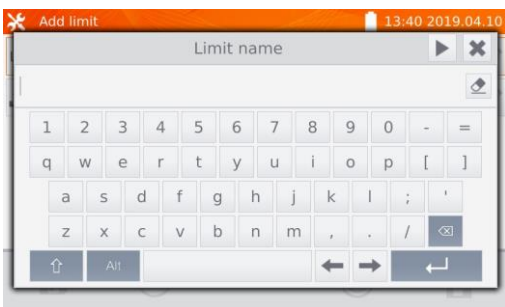 Add limit 13:40 2019.04.10
Limit name
1 2 3 4 5 6 7 8 9 0 - =
q w e r t y u i o p [ ]
a s d f g h j k l ; '
z x c v b n m , . /
Alt